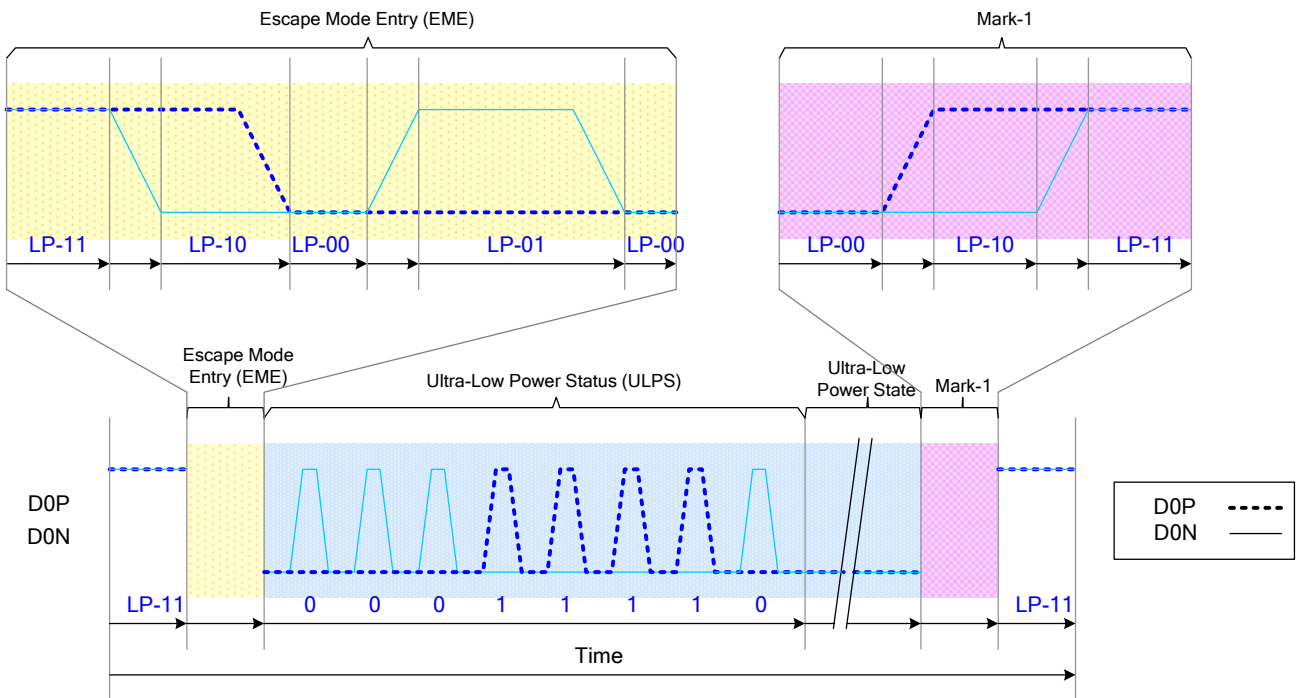 Escape Mode Entry (EME)
Mark-1
LP-11 LP-10 LP-00 LP-01 LP-00
LP-00 LP-10 LP-11
Escape Mode
Entry (EME)
Ultra-Low Power Status (ULPS)
Ultra-Low
Power State
Mark-1
D0P
D0N
D0P
D0N
LP-11 0 0 0 1 1 1 1 0 LP-11
Time